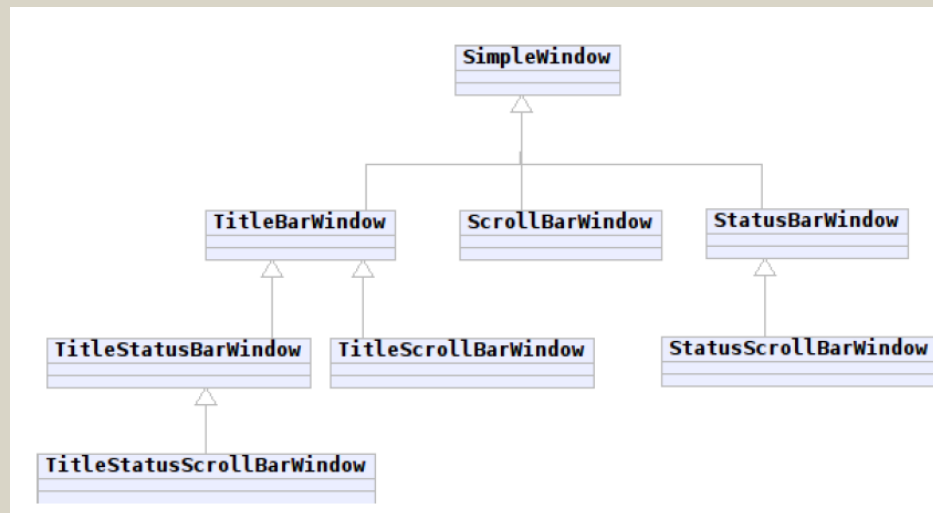 SimpleWindow
TitleBarWindow
ScrollBarWindow
StatusBarWindow
TitleStatusBarWindow
TitleScrollBarWindow
StatusScrollBarWindow
TitleStatusScrollBarWindow